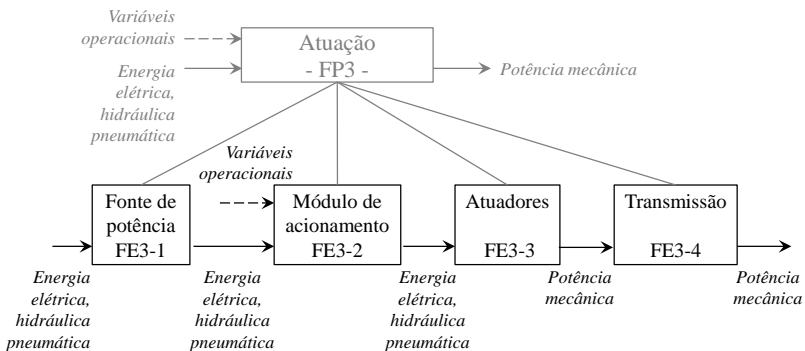 Variáveis
operacionais
Atuação
- FP3 -
Energia
elétrica,
hidráulica
pneumática
Potência mecânica
Variáveis
operacionais
Fonte de
potência
FE3-1
Módulo de
acionamento
FE3-2
Atuadores
FE3-3
Transmissão
FE3-4
Energia
elétrica,
hidráulica
pneumática
Energia
elétrica,
hidráulica
pneumática
Energia
elétrica,
hidráulica
pneumática
Potência
mecânica
Potência
mecânica